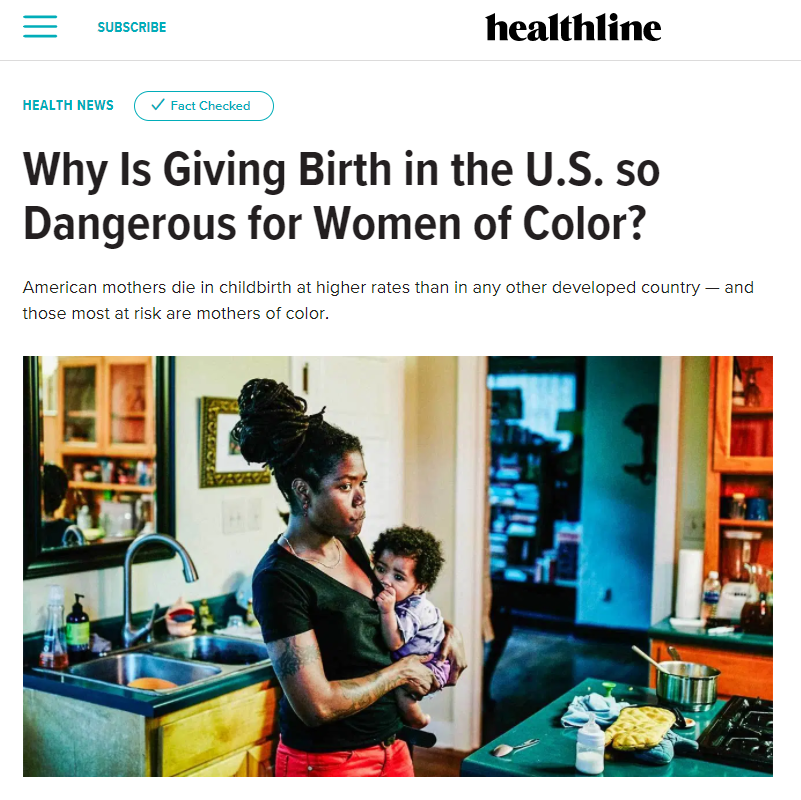 SUBSCRIBE
healthline
HEALTH NEWS
Fact Checked
Why Is Giving Birth in the U.S. so
Dangerous for Women of Color?
American mothers die in childbirth at higher rates than in any other developed country — and
those most at risk are mothers of color.